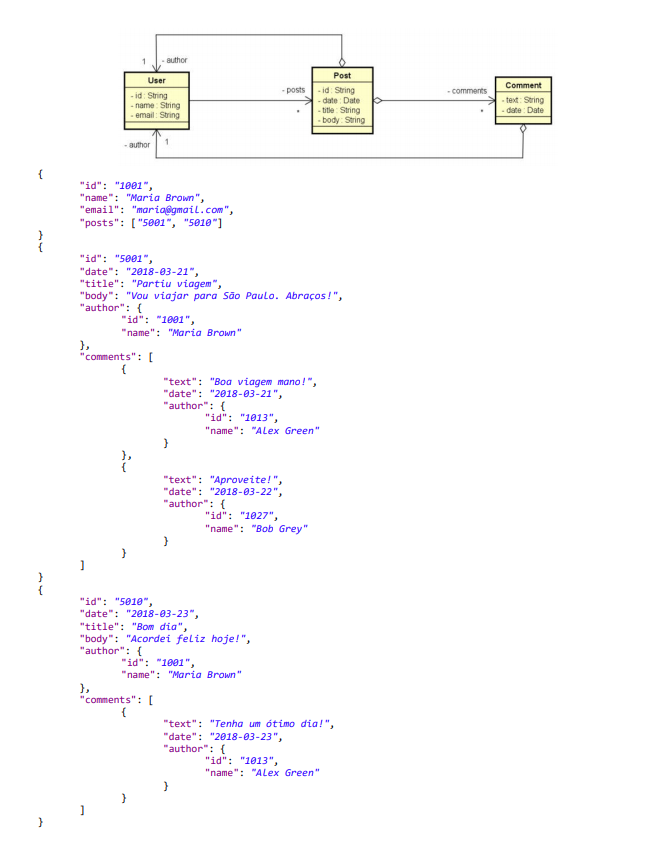 1 - author
User
- id : String
- name : String
- email : String
- posts
*
Post
- id : String
- date : Date
- title : String
- body : String
- comments
*
Comment
- text : String
- date : Date
- author 1
{
"id": "1001",
"name": "Maria Brown",
"email": "maria@gmail.com",
"posts": ["5001", "5010"]
}
{
"id": "5001",
"date": "2018-03-21",
"title": "Partiu viagem",
"body": "Vou viajar para São Paulo. Abraços!",
"author": {
"id": "1001",
"name": "Maria Brown"
},
"comments": [
{
"text": "Boa viagem mano!",
"date": "2018-03-21",
"author": {
"id": "1013",
"name": "Alex Green"
}
},
{
"text": "Aproveite!",
"date": "2018-03-22",
"author": {
"id": "1027",
"name": "Bob Grey"
}
}
]
}
{
"id": "5010",
"date": "2018-03-23",
"title": "Bom dia",
"body": "Acordei feliz hoje!",
"author": {
"id": "1001",
"name": "Maria Brown"
},
"comments": [
{
"text": "Tenha um ótimo dia!",
"date": "2018-03-23",
"author": {
"id": "1013",
"name": "Alex Green"
}
}
]
}